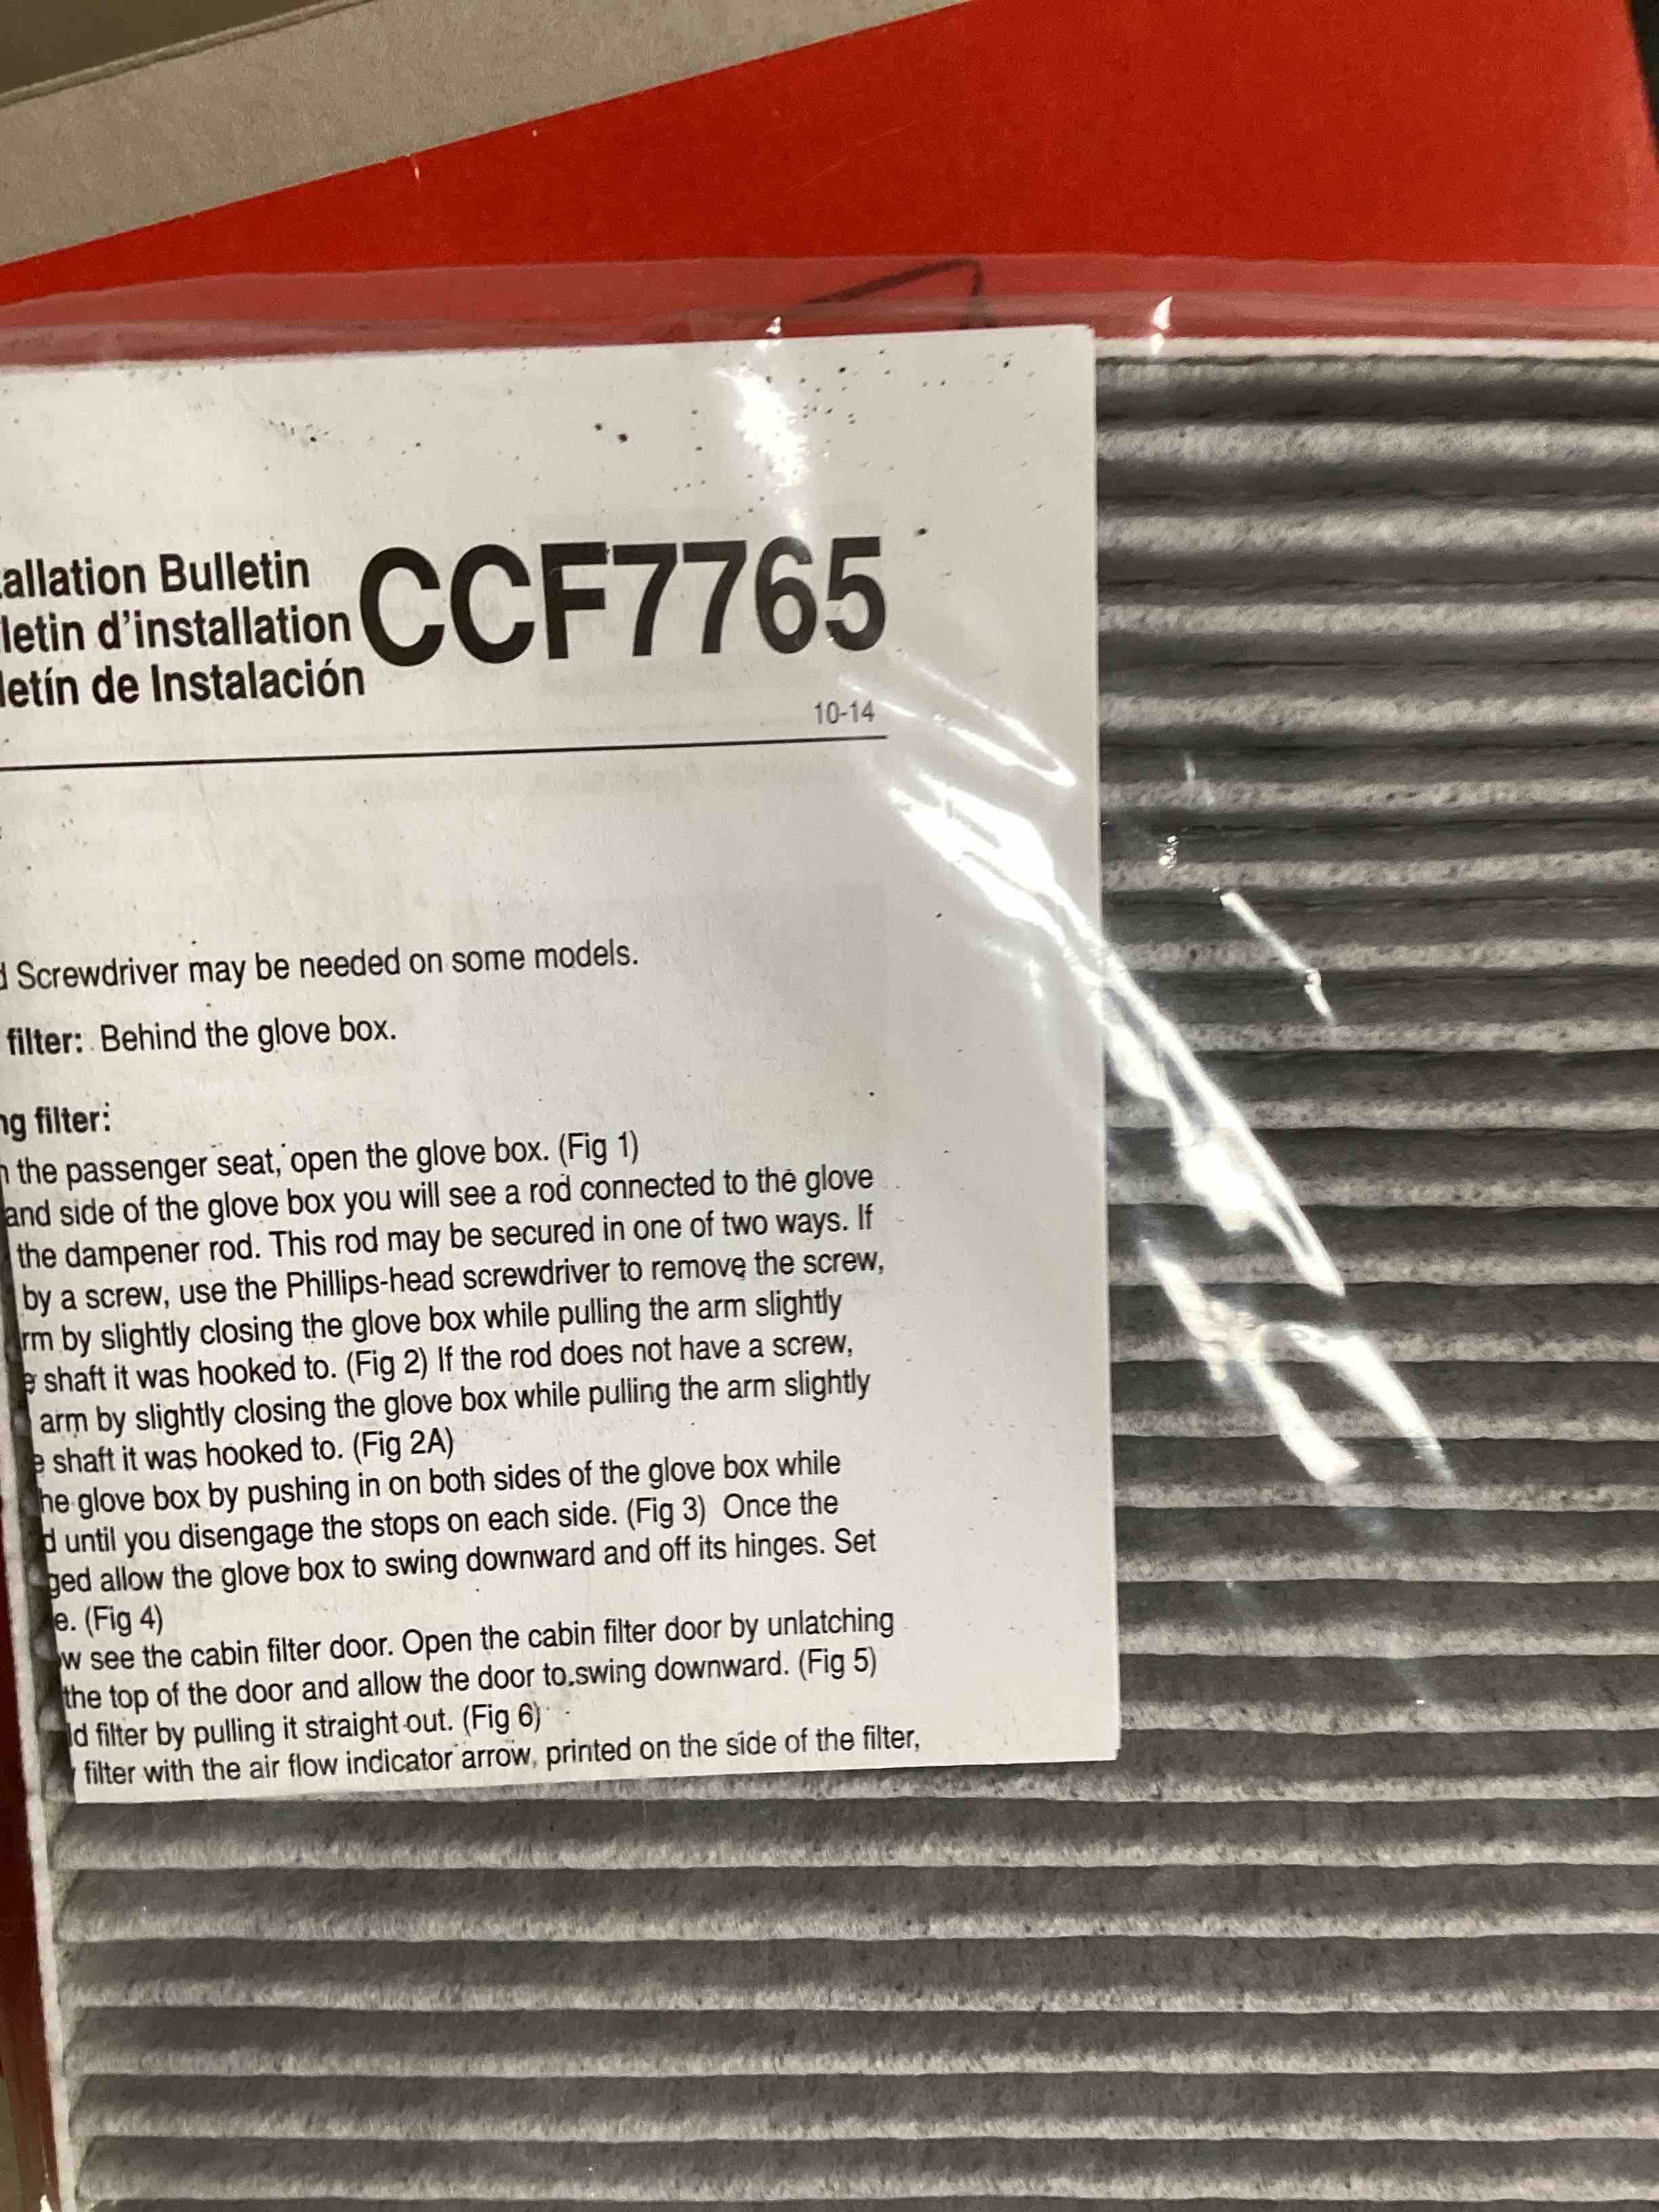 allation Bulletin
letin d'installation
letín de Instalación
CCF7765
10-14
Screwdriver may be needed on some models.
filter: Behind the glove box.
ng filter:
the passenger seat, open the glove box. (Fig 1)
and side of the glove box you will see a rod connected to the glove
the dampener rod. This rod may be secured in one of two ways. If
by a screw, use the Phillips-head screwdriver to remove the screw,
rm by slightly closing the glove box while pulling the arm slightly
shaft it was hooked to. (Fig 2) If the rod does not have a screw,
arm by slightly closing the glove box while pulling the arm slightly
e shaft it was hooked to. (Fig 2A)
he glove box by pushing in on both sides of the glove box while
d until you disengage the stops on each side. (Fig 3) Once the
ged allow the glove box to swing downward and off its hinges. Set
e. (Fig 4)
w see the cabin filter door. Open the cabin filter door by unlatching
the top of the door and allow the door to swing downward. (Fig 5)
ld filter by pulling it straight out. (Fig 6)
filter with the air flow indicator arrow, printed on the side of the filter,